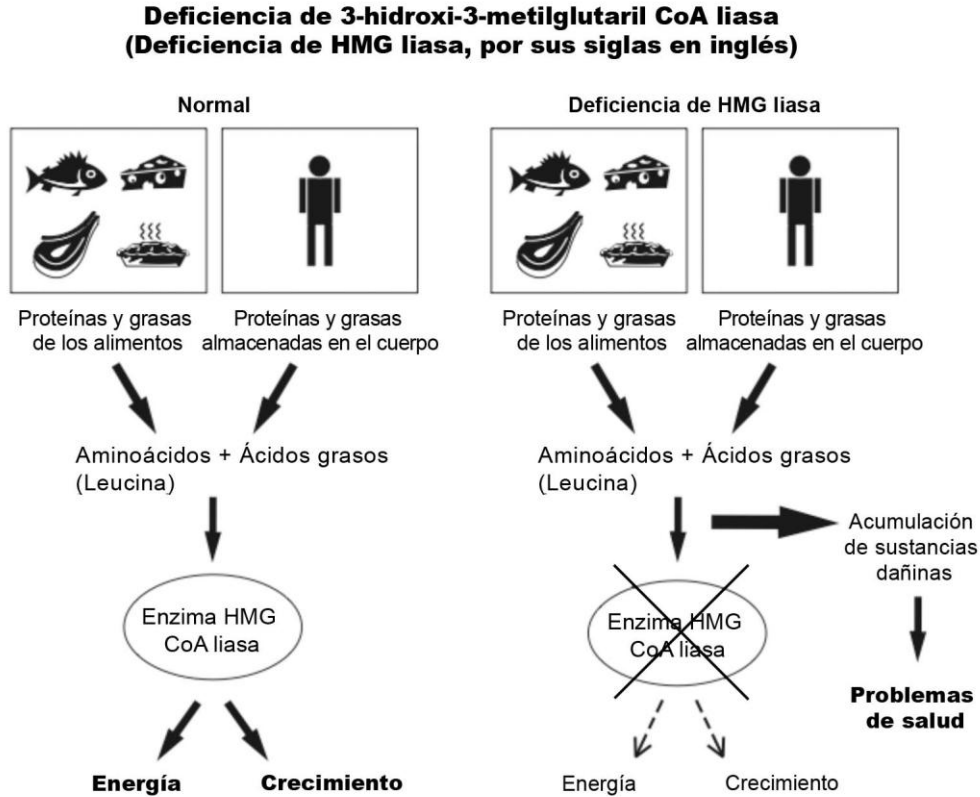 Deficiencia de 3-hidroxi-3-metilglutaril CoA liasa
(Deficiencia de HMG liasa, por sus siglas en inglés)
Normal
Proteínas y grasas
de los alimentos
Proteínas y grasas
almacenadas en el cuerpo
Aminoácidos + Ácidos grasos
(Leucina)
Enzima HMG
CoA liasa
Energía
Crecimiento
Deficiencia de HMG liasa
Proteínas y grasas
de los alimentos
Proteínas y grasas
almacenadas en el cuerpo
Aminoácidos + Ácidos grasos
(Leucina)
Acumulación
de sustancias
dañinas
Enzima HMG
CoA liasa
Problemas
de salud
Energía
Crecimiento